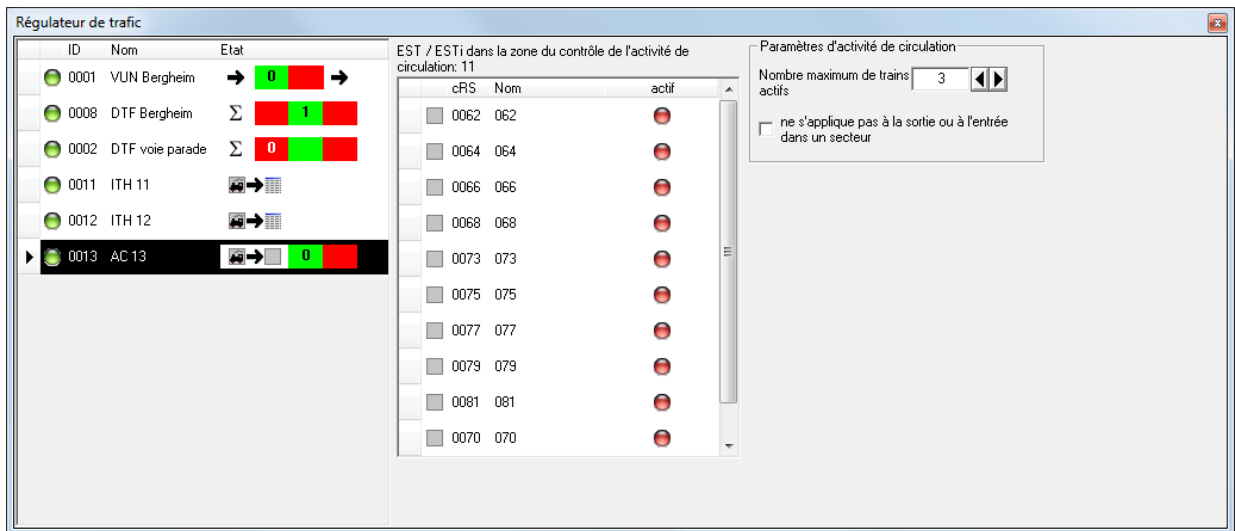 Régulateur de trafic
ID Nom Etat
0001 VUN Bergheim 0
0008 DTF Bergheim Σ 1
0002 DTF voie parade Σ 0
0011 ITH 11
0012 ITH 12
0013 AC 13 0
EST / ESTi dans la zone du contrôle de l'activité de
circulation: 11
cRS Nom actif
0062 062
0064 064
0066 066
0068 068
0073 073
0075 075
0077 077
0079 079
0081 081
0070 070
Paramètres d'activité de circulation
Nombre maximum de trains 3
actifs
ne s'applique pas à la sortie ou à l'entrée
dans un secteur